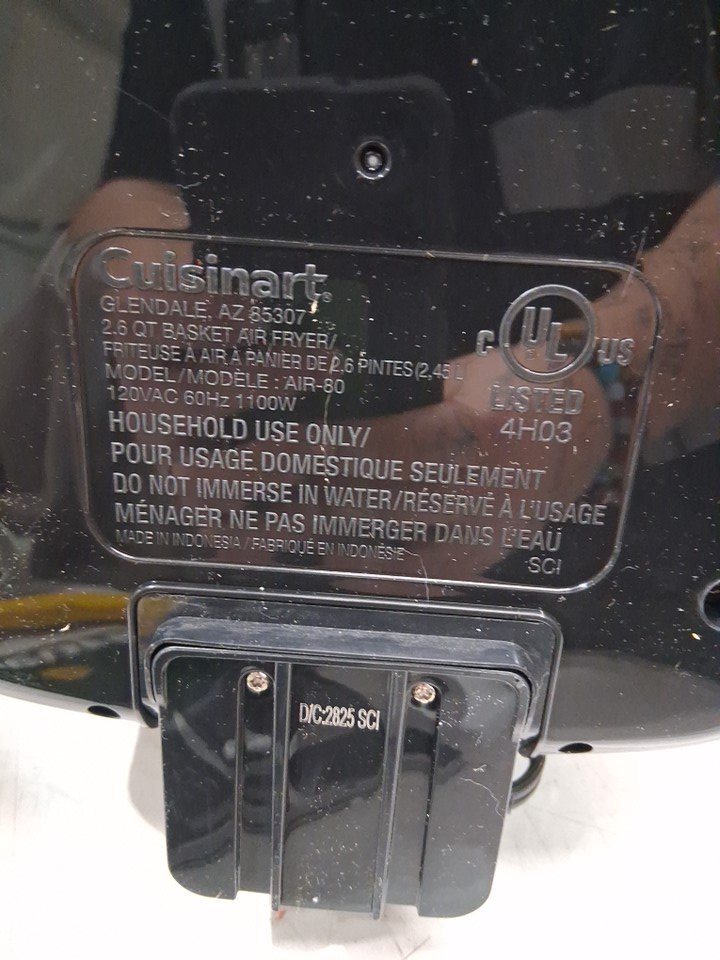 Cuisinart®
GLENDALE, AZ 85307
2.6 QT BASKET AIR FRYER/
FRITEUSE À AIR À PANIER DE 2,6 PINTES (2,45 L)
MODEL/MODÈLE : AIR-80
120VAC 60Hz 1100W
HOUSEHOLD USE ONLY/
POUR USAGE DOMESTIQUE SEULEMENT
DO NOT IMMERSE IN WATER/RÉSERVÉ À L'USAGE
MÉNAGER NE PAS IMMERGER DANS L'EAU
MADE IN INDONESIA / FABRIQUÉ EN INDONÉSIE
SCI
C UL US
LISTED
4H03
D/C:2825 SCI